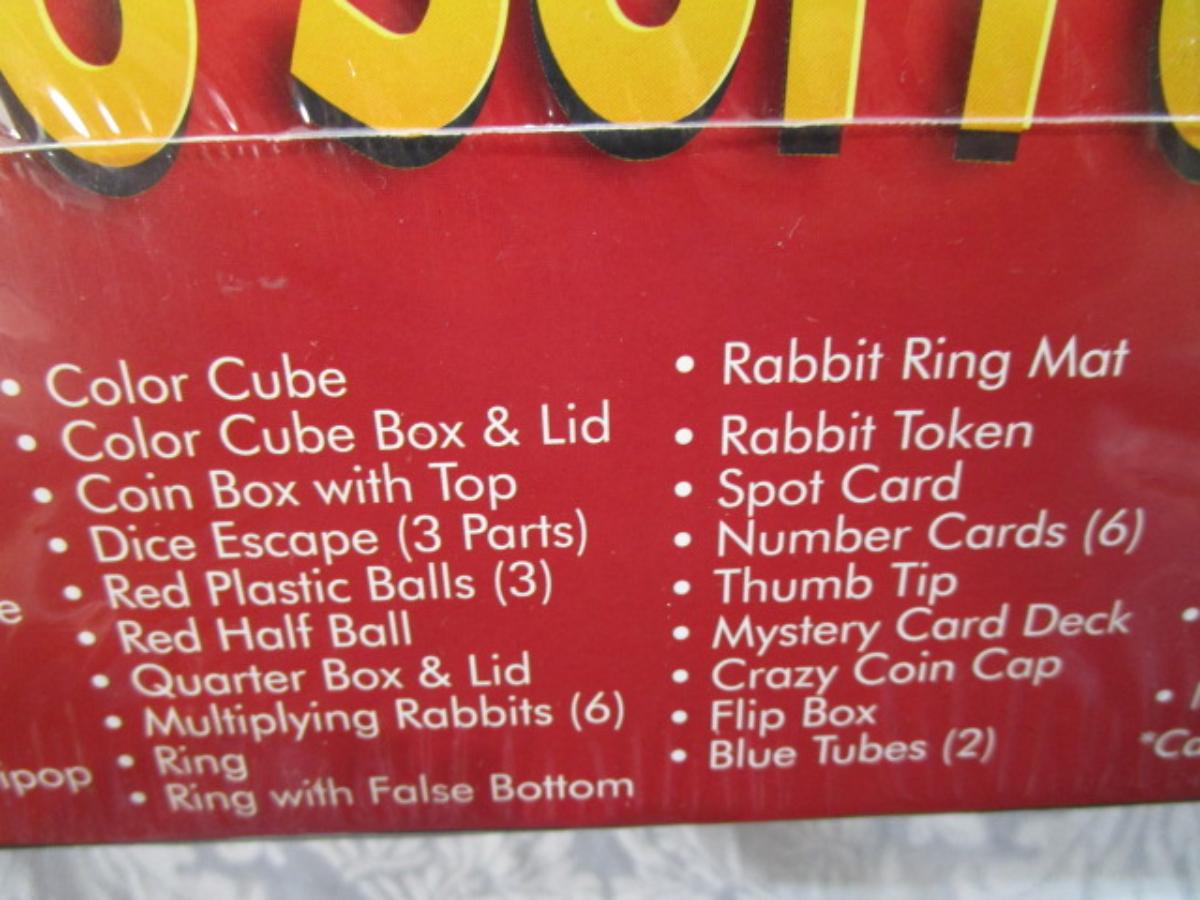 • Color Cube
• Color Cube Box & Lid
• Coin Box with Top
• Dice Escape (3 Parts)
• Red Plastic Balls (3)
• Red Half Ball
• Quarter Box & Lid
• Multiplying Rabbits (6)
• Ring
• Ring with False Bottom
• Rabbit Ring Mat
• Rabbit Token
• Spot Card
• Number Cards (6)
• Thumb Tip
• Mystery Card Deck
• Crazy Coin Cap
• Flip Box
• Blue Tubes (2)